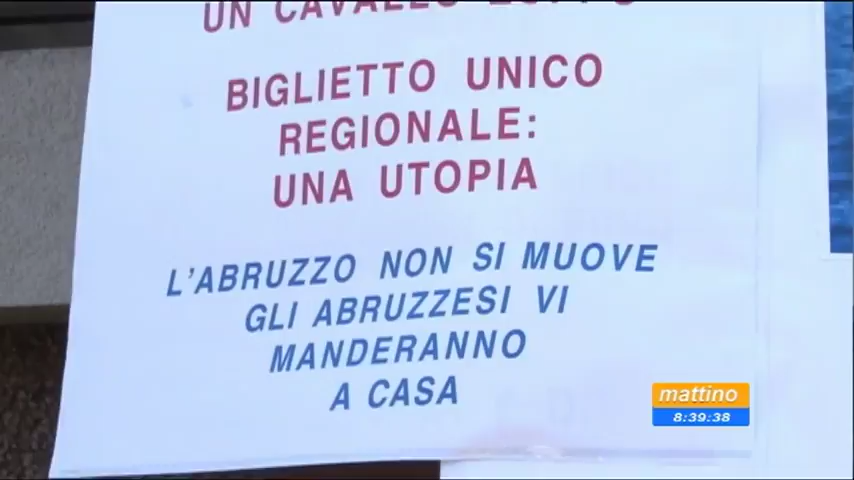 UN CAVALLO ZOPPO
BIGLIETTO UNICO
REGIONALE:
UNA UTOPIA
L'ABRUZZO NON SI MUOVE
GLI ABRUZZESI VI
MANDERANNO
A CASA
mattino
8:39:38